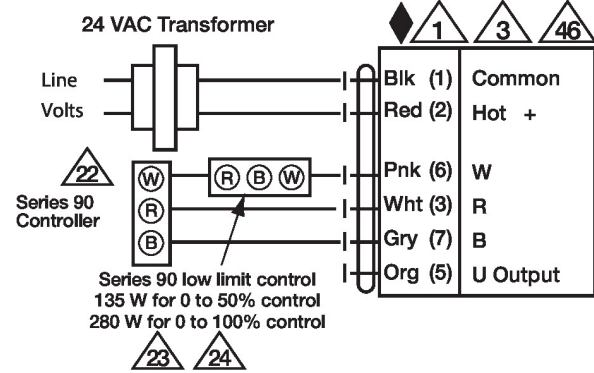 24 VAC Transformer
1 3 46
Line
Volts
Blk (1) Common
Red (2) Hot +
22
Series 90
Controller
W
R
B
R B W
Pnk (6) W
Wht (3) R
Gry (7) B
Org (5) U Output
Series 90 low limit control
135 W for 0 to 50% control
280 W for 0 to 100% control
23 24